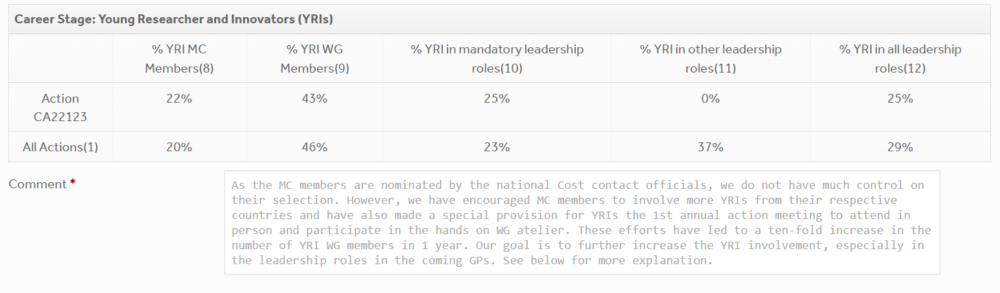 Career Stage: Young Researcher and Innovators (YRIs)
% YRI MC Members(8) % YRI WG Members(9) % YRI in mandatory leadership roles(10) % YRI in other leadership roles(11) % YRI in all leadership roles(12)
Action CA22123 22% 43% 25% 0% 25%
All Actions(1) 20% 46% 23% 37% 29%
Comment *
As the MC members are nominated by the national Cost contact officials, we do not have much control on
their selection. However, we have encouraged MC members to involve more YRIs from their respective
countries and have also made a special provision for YRIs the 1st annual action meeting to attend in
person and participate in the hands on WG atelier. These efforts have led to a ten-fold increase in the
number of YRI WG members in 1 year. Our goal is to further increase the YRI involvement, especially in
the leadership roles in the coming GPs. See below for more explanation.